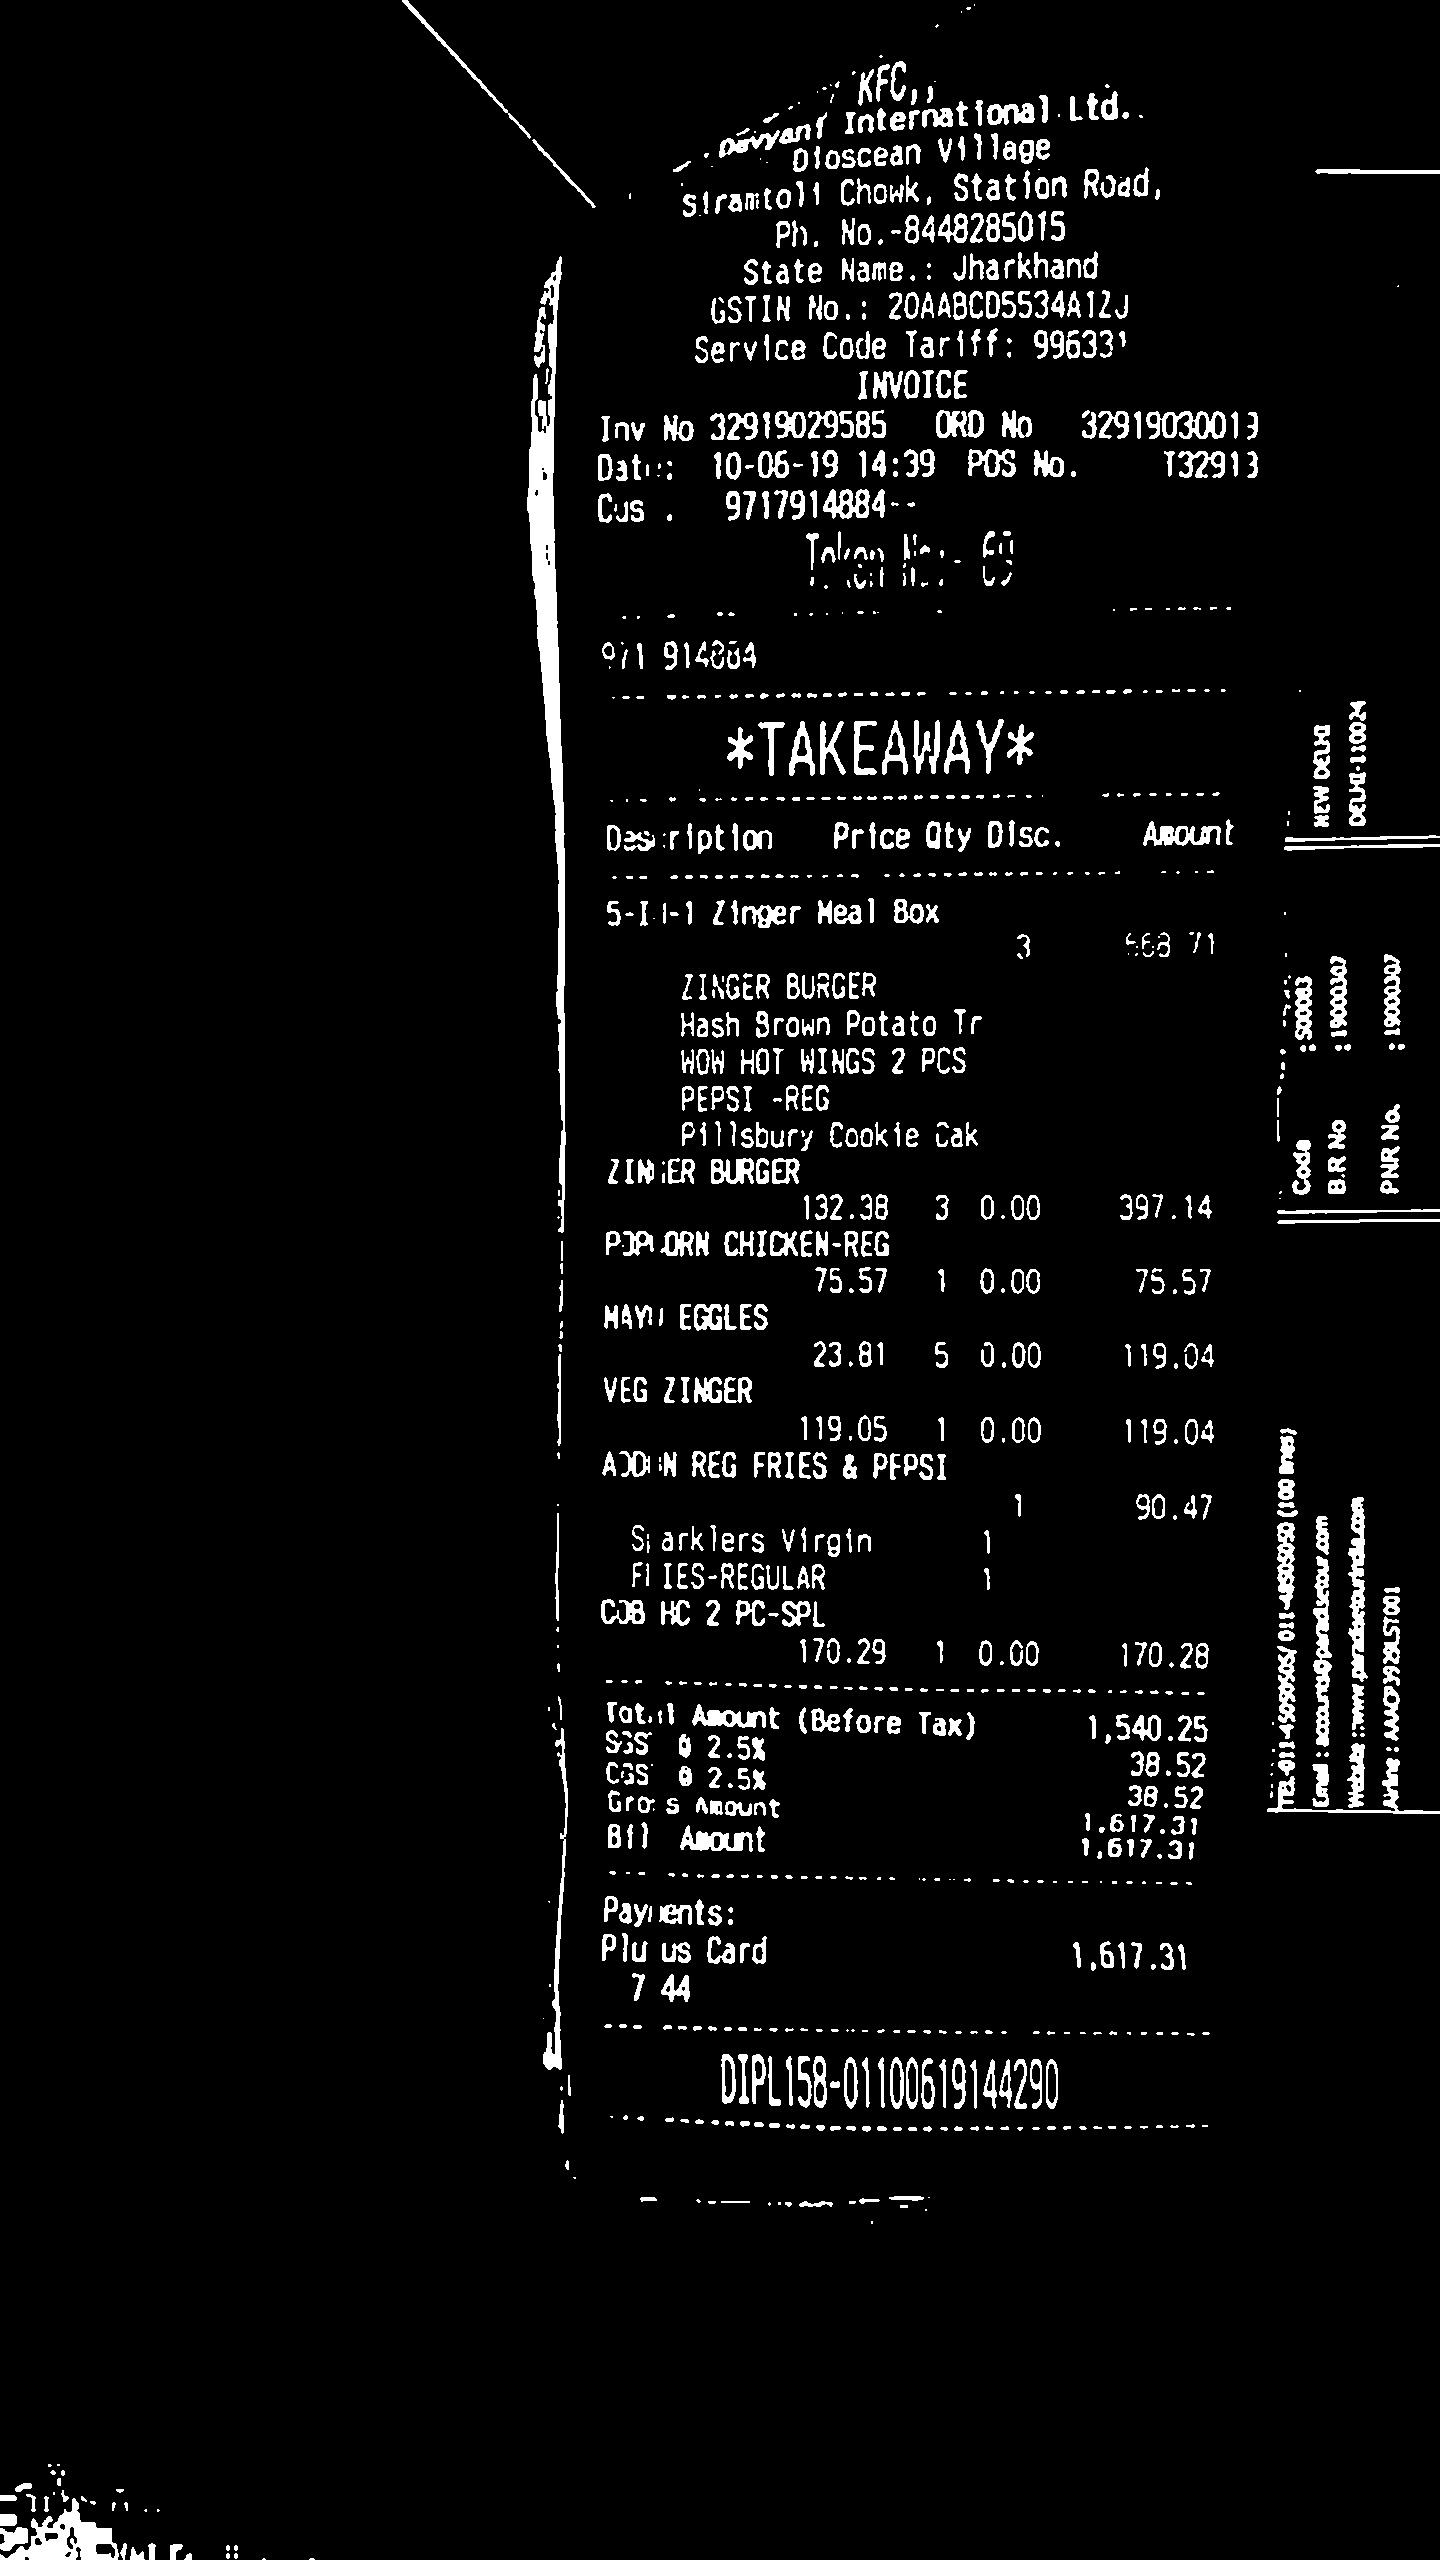 KFC,,
Devyani International Ltd.
Dioscean Village
Siramtoli Chowk, Station Road,
Ph. No.-8448285015
State Name.: Jharkhand
GSTIN No.: 20AABCD5534A1ZJ
Service Code Tariff: 996331
INVOICE
Inv No 32919029585 ORD No 32919030013
Date: 10-06-19 14:39 POS No. T32913
Cus . 9717914884--
Token No.:- 69
971 914884
*TAKEAWAY*
Description Price Qty Disc. Amount
5-In-1 Zinger Meal Box
3 568.71
ZINGER BURGER
Hash Brown Potato Tr
WOW HOT WINGS 2 PCS
PEPSI -REG
Pillsbury Cookie Cak
ZINGER BURGER
132.38 3 0.00 397.14
POPCORN CHICKEN-REG
75.57 1 0.00 75.57
MAYO EGGLES
23.81 5 0.00 119.04
VEG ZINGER
119.05 1 0.00 119.04
ADDON REG FRIES & PEPSI
1 90.47
Sparklers Virgin 1
FRIES-REGULAR 1
COB HC 2 PC-SPL
170.29 1 0.00 170.28
Total Amount (Before Tax) 1,540.25
SGST @ 2.5% 38.52
CGST @ 2.5% 38.52
Gross Amount 1,617.31
Bill Amount 1,617.31
Payments:
Plutus Card 1,617.31
7 44
DIPL158-01100619144290
NEW DELHI
DELHI-110024
Code : S00083
B.R No : 19000307
PNR No. : 1900307
TEL-011-45095050/ 011-48505050 (100 lines)
Email : accounts@paradisetour.com
Website : www.paradisetourindia.com
Airline : AAACP3929LST001